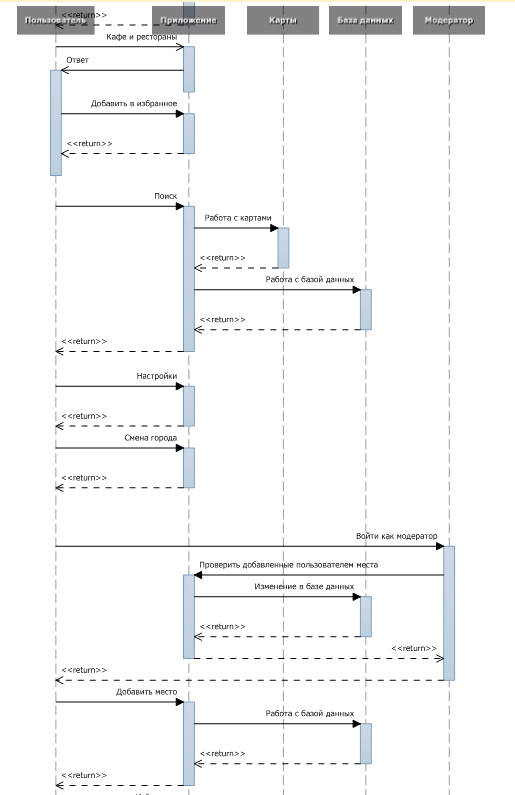 <<return>>
Пользователь Приложение Карты База данных Модератор
Кафе и рестораны
Ответ
Добавить в избранное
<<return>>
Поиск
Работа с картами
<<return>>
Работа с базой данных
<<return>>
<<return>>
Настройки
<<return>>
Смена города
<<return>>
Войти как модератор
Проверить добавленные пользователем места
Изменение в базе данных
<<return>>
<<return>>
<<return>>
Добавить место
Работа с базой данных
<<return>>
<<return>>